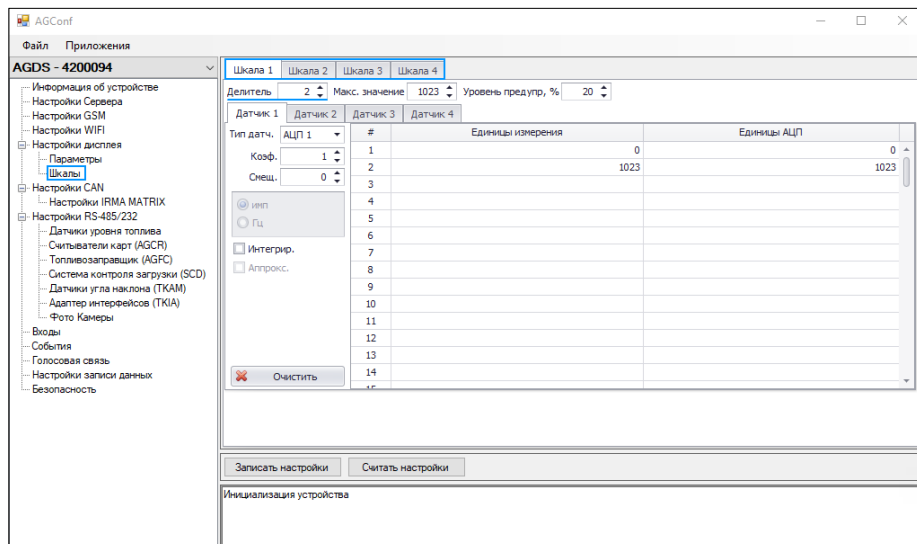 AGConf
Файл Приложения
AGDS - 4200094
Информация об устройстве
Настройки Сервера
Настройки GSM
Настройки WIFI
Настройки дисплея
Параметры
Шкалы
Настройки CAN
Настройки IRMA MATRIX
Настройки RS-485/232
Датчики уровня топлива
Считыватели карт (AGCR)
Топливозаправщик (AGFC)
Система контроля загрузки (SCD)
Датчики угла наклона (TKAM)
Адаптер интерфейсов (TKIA)
Фото Камеры
Входы
События
Голосовая связь
Настройки записи данных
Безопасность
Шкала 1 Шкала 2 Шкала 3 Шкала 4
Делитель 2 Макс. значение 1023 Уровень предупр, % 20
Датчик 1 Датчик 2 Датчик 3 Датчик 4
Тип датч. АЦП 1
Коэф. 1
Смещ. 0
имп
Гц
Интегрир.
Аппрокс.
Очистить
# Единицы измерения Единицы АЦП
1 0 0
2 1023 1023
3
4
5
6
7
8
9
10
11
12
13
14
15
Записать настройки Считать настройки
Инициализация устройства